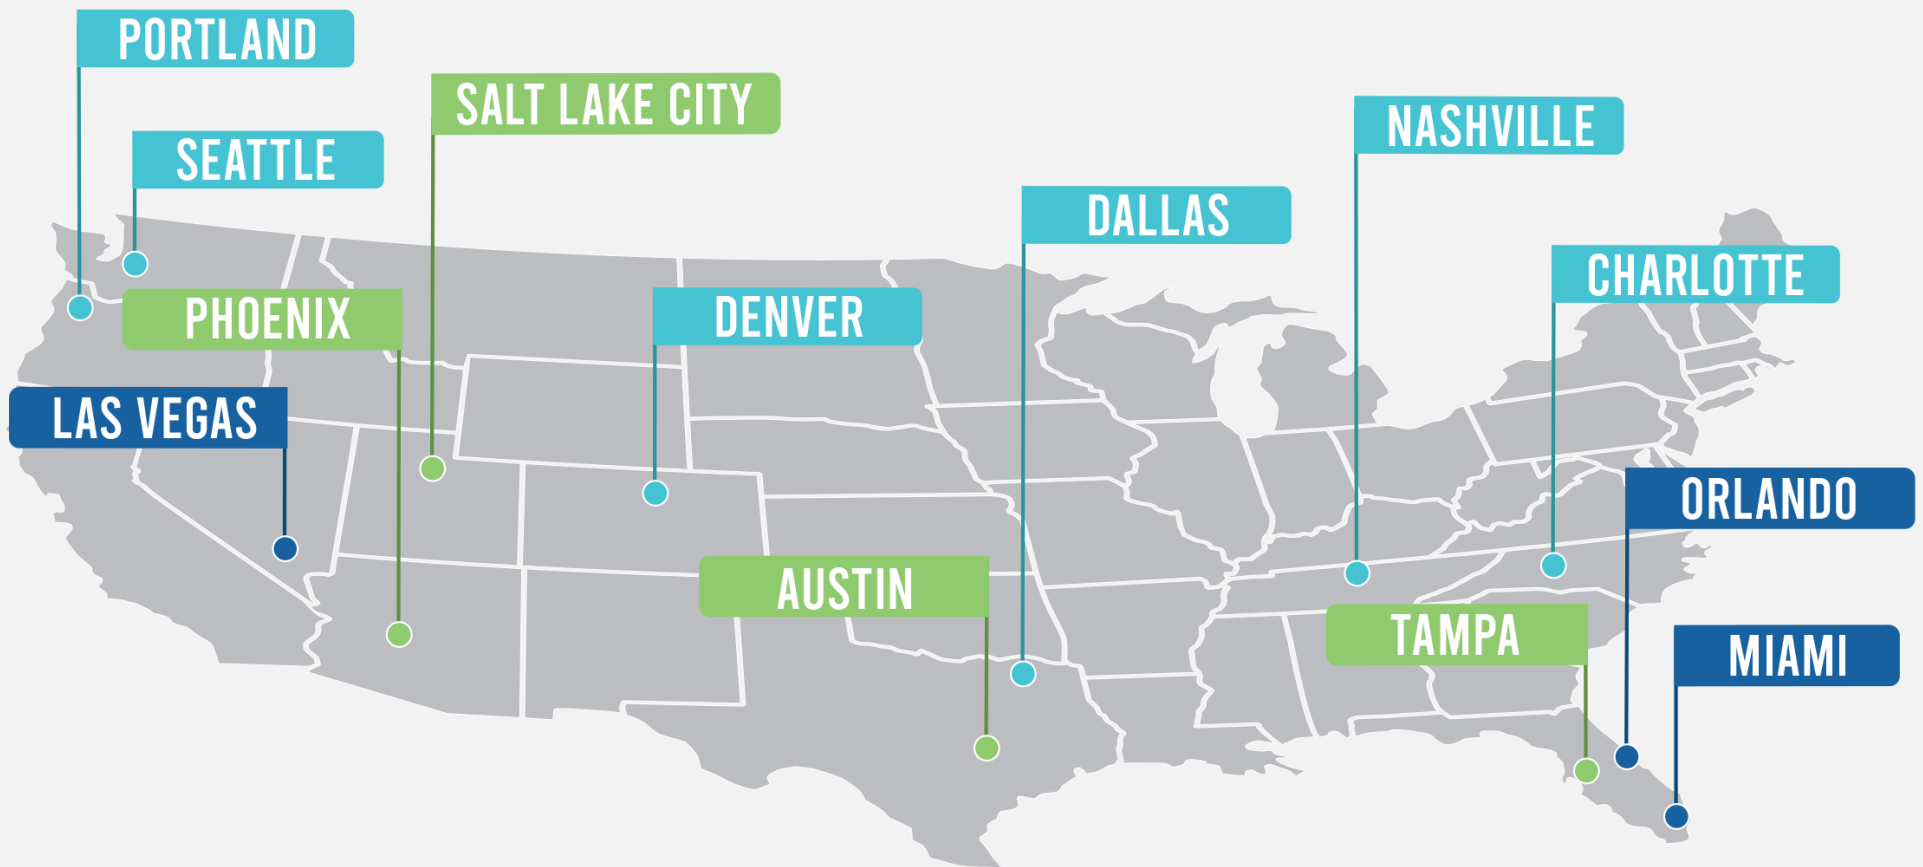 PORTLAND
SALT LAKE CITY
NASHVILLE
SEATTLE
DALLAS
CHARLOTTE
PHOENIX
DENVER
LAS VEGAS
ORLANDO
AUSTIN
TAMPA
MIAMI